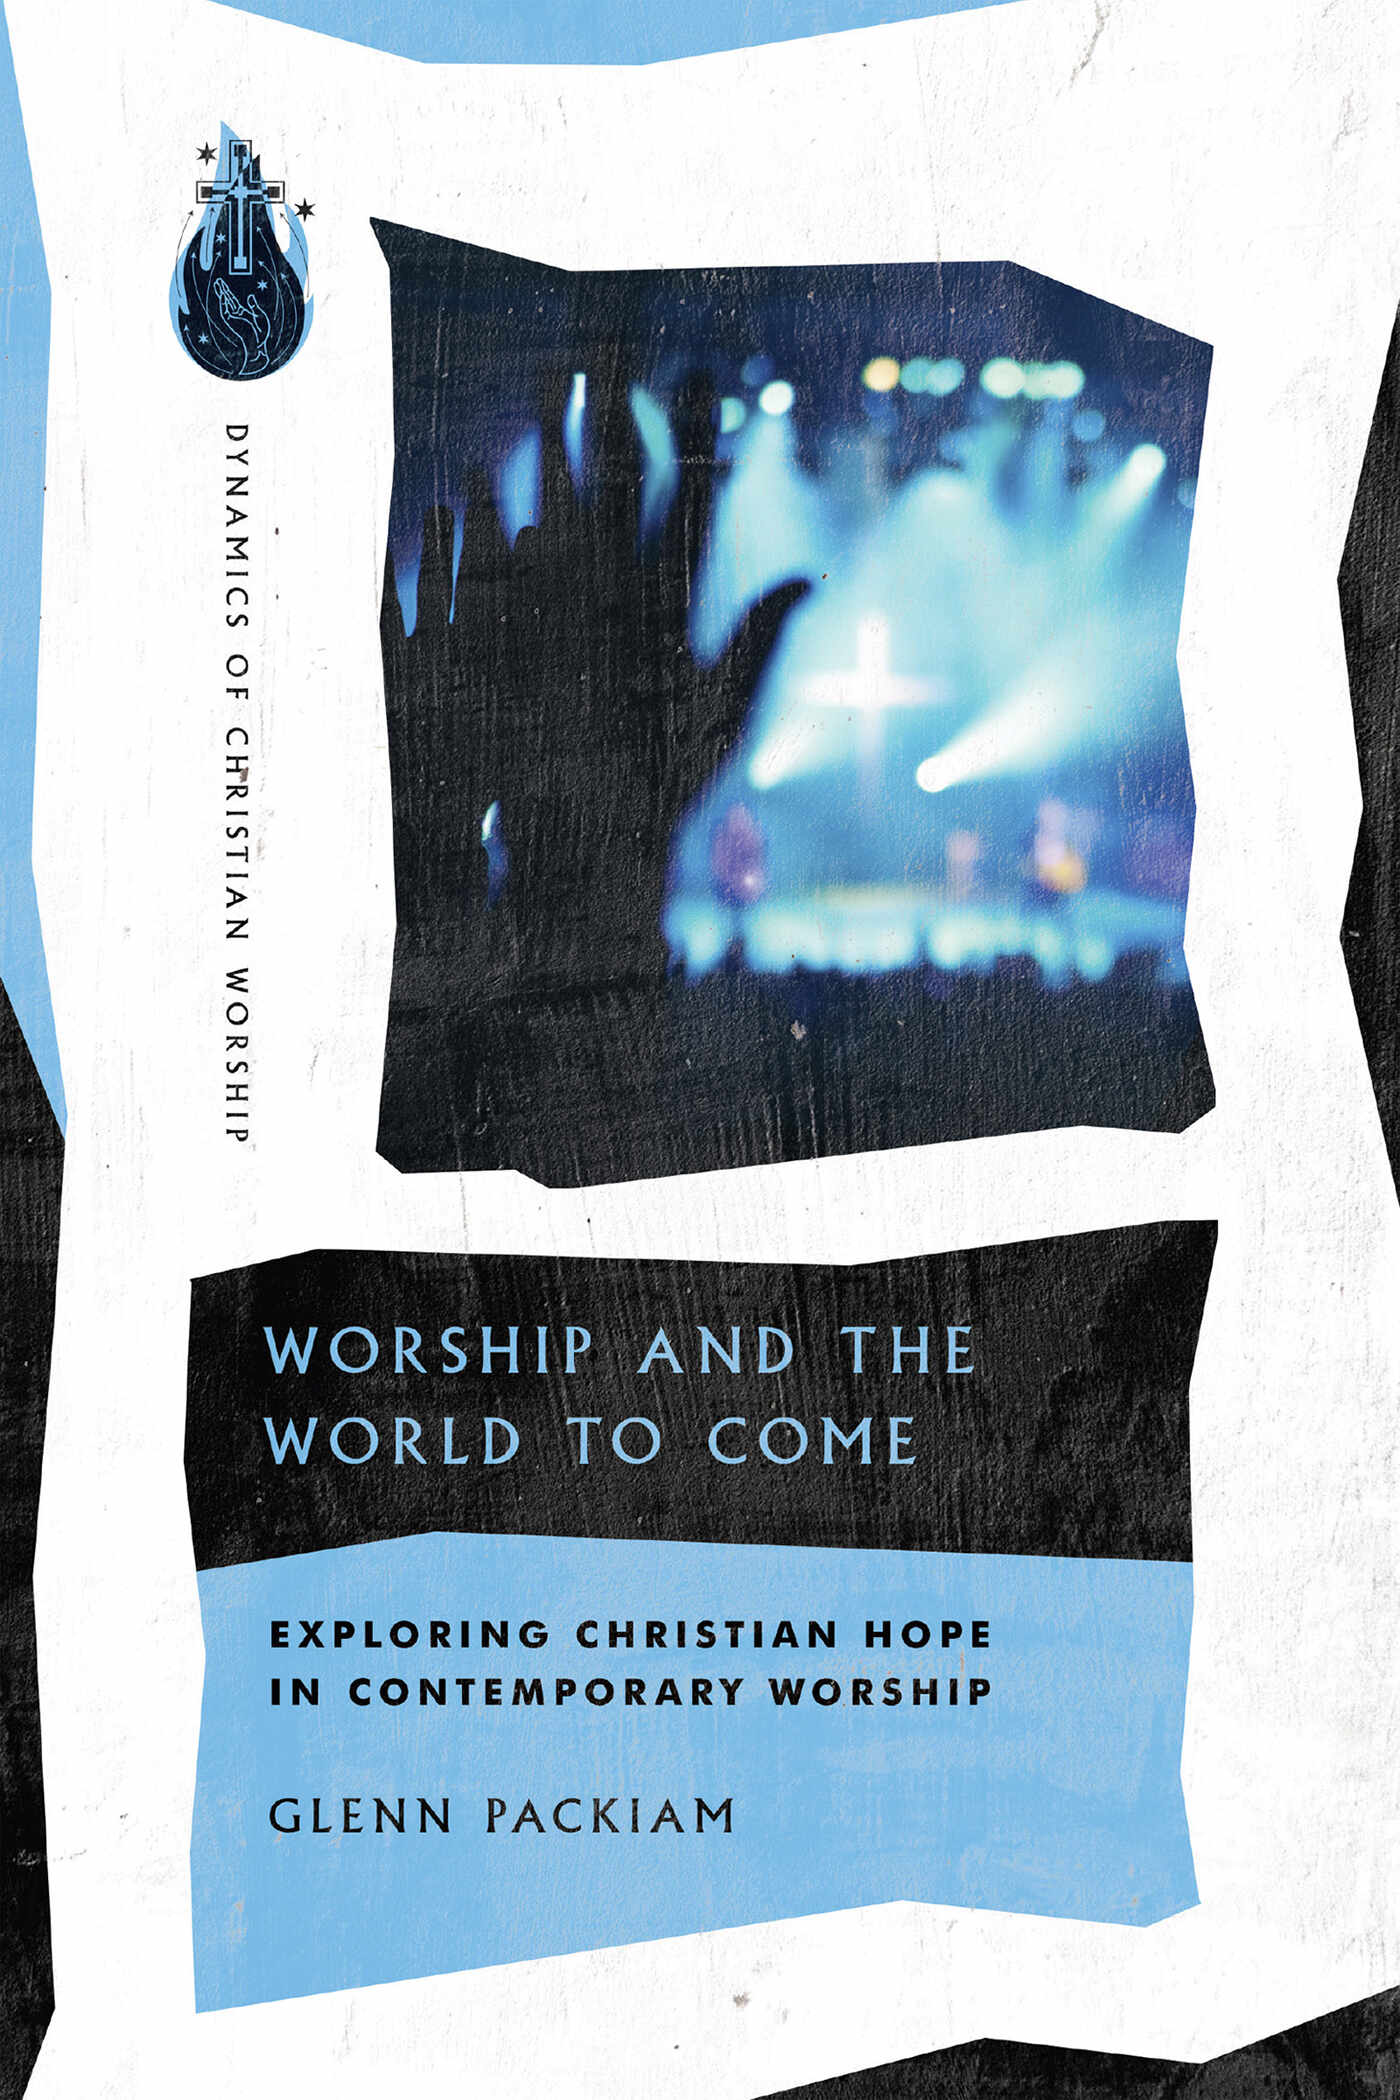 DYNAMICS OF CHRISTIAN WORSHIP
WORSHIP AND THE
WORLD TO COME
EXPLORING CHRISTIAN HOPE
IN CONTEMPORARY WORSHIP
GLENN PACKIAM